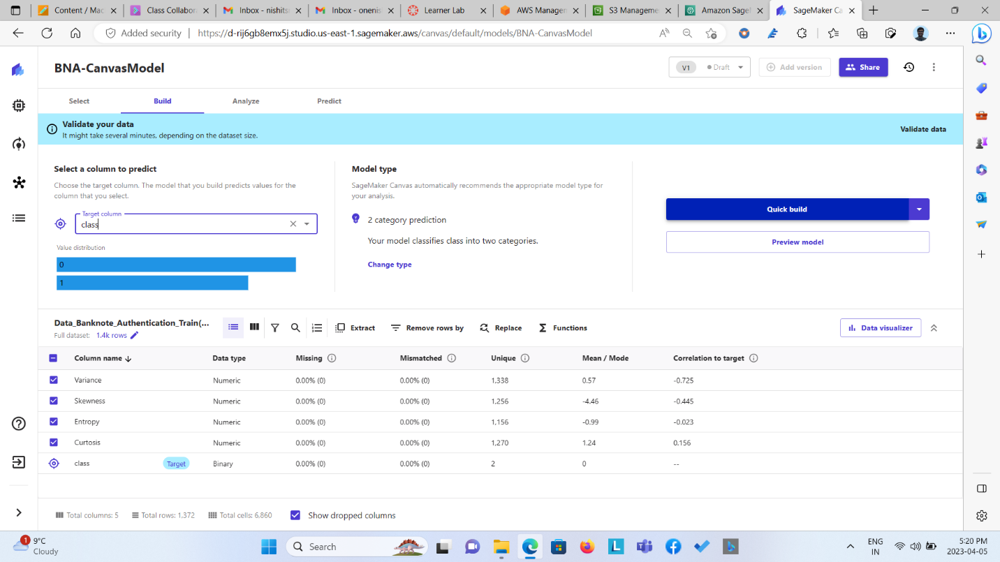 Content / Mac
Class Collabora
Inbox - nishits
Inbox - onenis
Learner Lab
AWS Managem
S3 Manageme
Amazon SageM
SageMaker Ca
Added security
https://d-rij6gb8emx5j.studio.us-east-1.sagemaker.aws/canvas/default/models/BNA-CanvasModel
BNA-CanvasModel
V1 Draft
Add version
Share
Select
Build
Analyze
Predict
Validate your data
It might take several minutes, depending on the dataset size.
Validate data
Select a column to predict
Choose the target column. The model that you build predicts values for the
column that you select.
Target column
class
Value distribution
0
1
Model type
SageMaker Canvas automatically recommends the appropriate model type for
your analysis.
2 category prediction
Your model classifies class into two categories.
Change type
Quick build
Preview model
Data_Banknote_Authentication_Train(...
Full dataset: 1.4k rows
Extract
Remove rows by
Replace
Functions
Data visualizer
Column name Data type Missing Mismatched Unique Mean / Mode Correlation to target
Variance Numeric 0.00% (0) 0.00% (0) 1,338 0.57 -0.725
Skewness Numeric 0.00% (0) 0.00% (0) 1,256 -4.46 -0.445
Entropy Numeric 0.00% (0) 0.00% (0) 1,156 -0.99 -0.023
Curtosis Numeric 0.00% (0) 0.00% (0) 1,270 1.24 0.156
class Target Binary 0.00% (0) 0.00% (0) 2 0 --
Total columns: 5 Total rows: 1,372 Total cells: 6,860 Show dropped columns
1
9°C
Cloudy
Search
ENG
IN
5:20 PM
2023-04-05